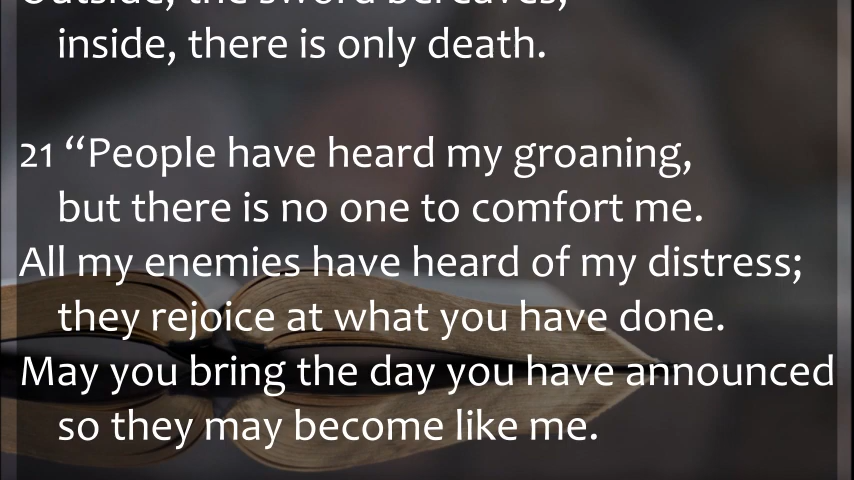 Outside, the sword bereaves,
inside, there is only death.
21 “People have heard my groaning,
but there is no one to comfort me.
All my enemies have heard of my distress;
they rejoice at what you have done.
May you bring the day you have announced
so they may become like me.